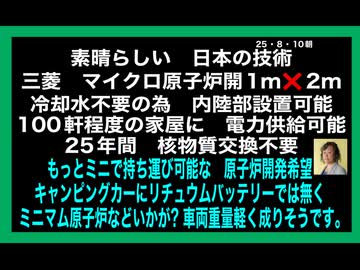 25・8・10朝
素晴らしい 日本の技術
三菱 マイクロ原子炉開1m❌2m
冷却水不要の為 内陸部設置可能
100軒程度の家屋に 電力供給可能
25年間 核物質交換不要
もっとミニで持ち運び可能な 原子炉開発希望
キャンピングカーにリチュウムバッテリーでは無く
ミニマム原子炉などいかが? 車両重量軽く成りそうです。